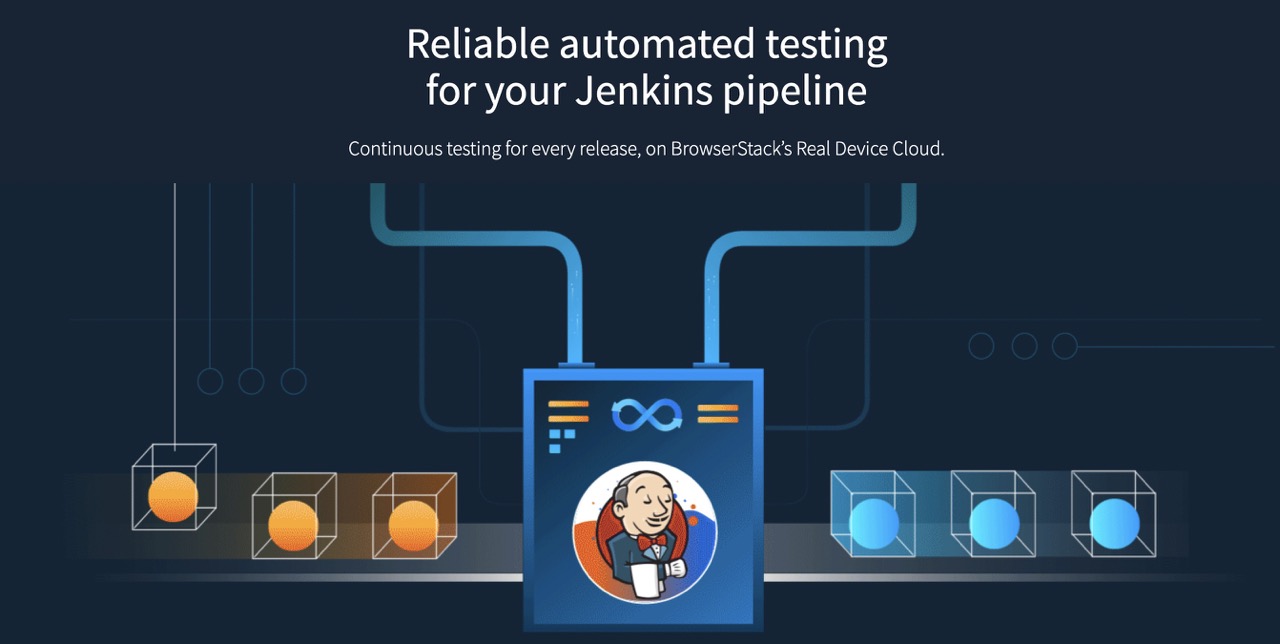 Reliable automated testing
for your Jenkins pipeline
Continuous testing for every release, on BrowserStack’s Real Device Cloud.